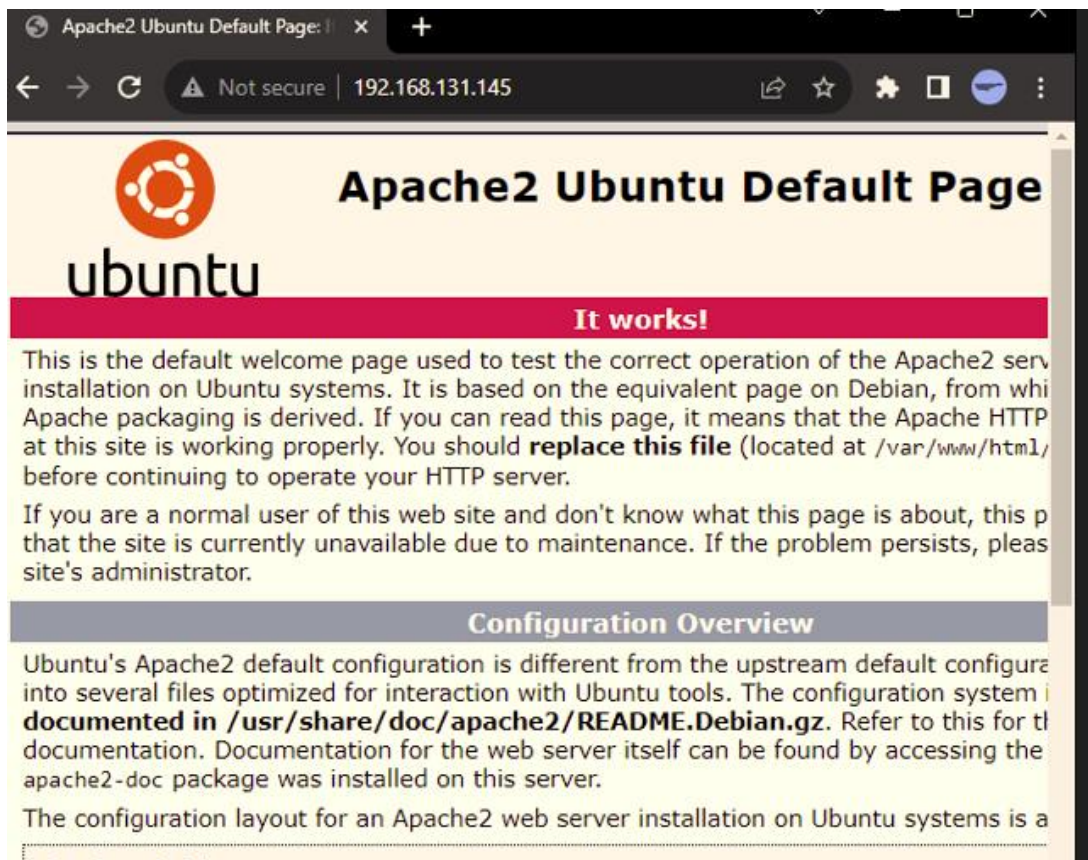 Apache2 Ubuntu Default Page:
Not secure | 192.168.131.145
ubuntu
Apache2 Ubuntu Default Page
It works!
This is the default welcome page used to test the correct operation of the Apache2 serv
installation on Ubuntu systems. It is based on the equivalent page on Debian, from whi
Apache packaging is derived. If you can read this page, it means that the Apache HTTP
at this site is working properly. You should replace this file (located at /var/www/html/
before continuing to operate your HTTP server.
If you are a normal user of this web site and don't know what this page is about, this p
that the site is currently unavailable due to maintenance. If the problem persists, pleas
site's administrator.
Configuration Overview
Ubuntu's Apache2 default configuration is different from the upstream default configura
into several files optimized for interaction with Ubuntu tools. The configuration system i
documented in /usr/share/doc/apache2/README.Debian.gz. Refer to this for th
documentation. Documentation for the web server itself can be found by accessing the
apache2-doc package was installed on this server.
The configuration layout for an Apache2 web server installation on Ubuntu systems is a